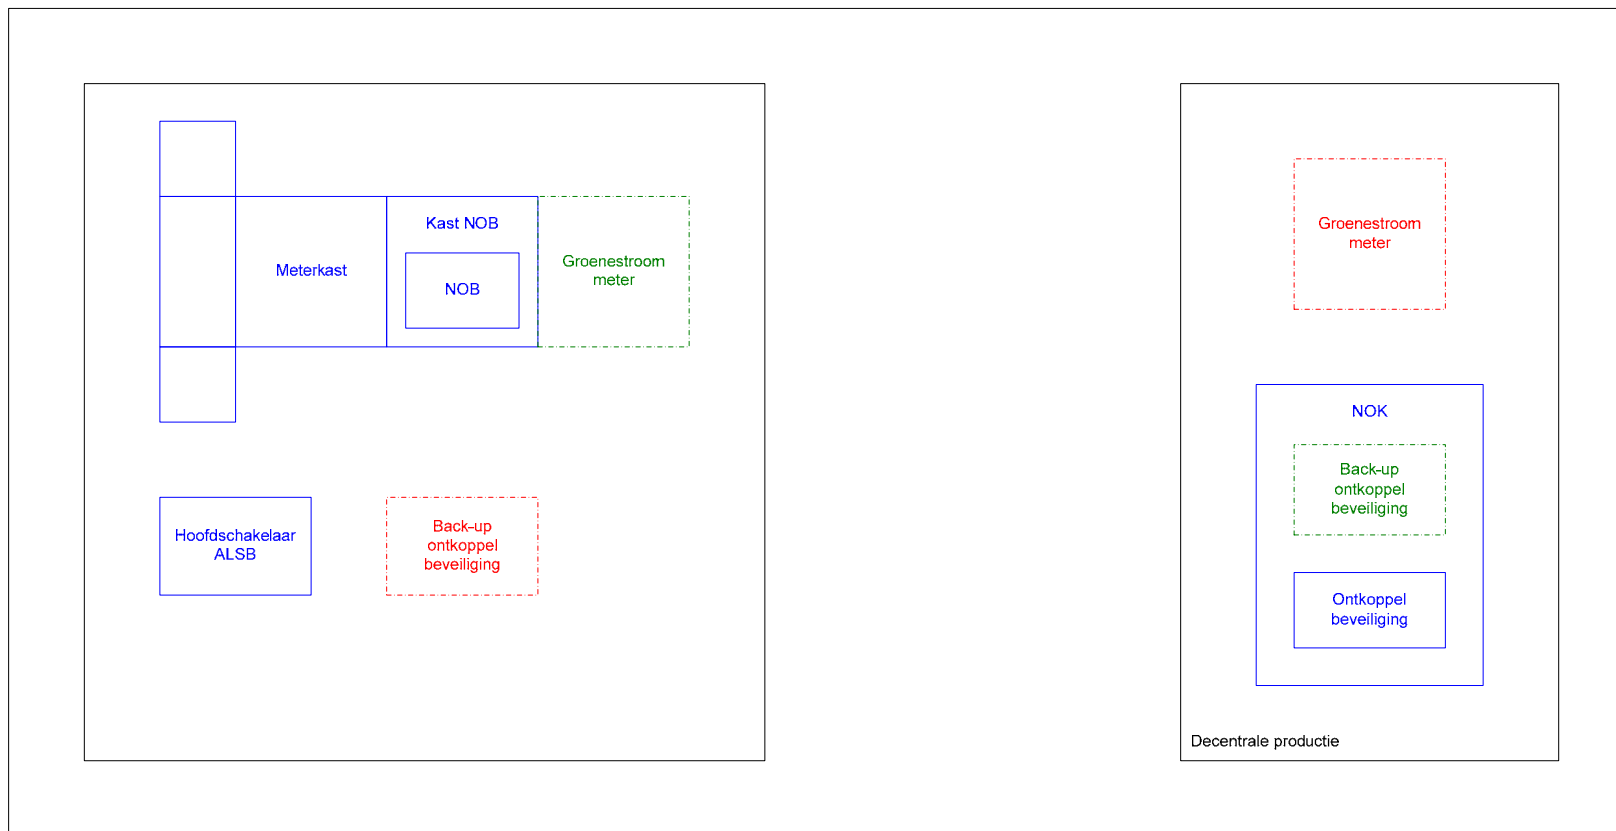 Kast NOB
Meterkast
NOB
Groenestroom
meter
Hoofdschakelaar
ALSB
Back-up
ontkoppel
beveiliging
Groenestroom
meter
NOK
Back-up
ontkoppel
beveiliging
Ontkoppel
beveiliging
Decentrale productie